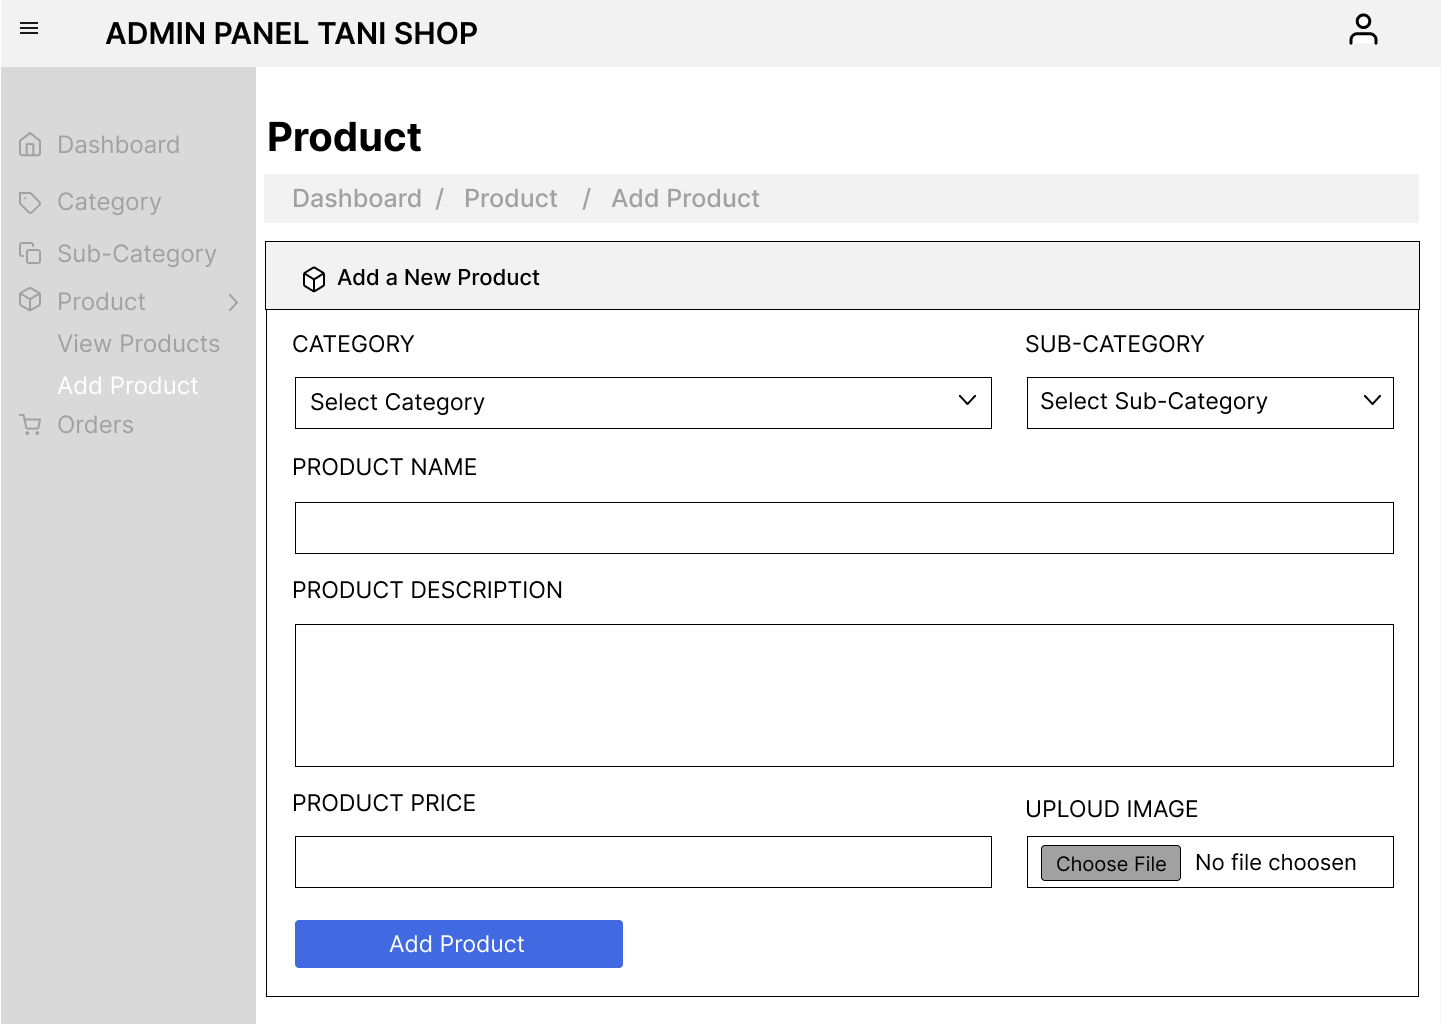 ADMIN PANEL TANI SHOP
Dashboard
Category
Sub-Category
Product
View Products
Add Product
Orders
Product
Dashboard / Product / Add Product
Add a New Product
CATEGORY
SUB-CATEGORY
Select Category
Select Sub-Category
PRODUCT NAME
PRODUCT DESCRIPTION
PRODUCT PRICE
UPLOUD IMAGE
Choose File
No file choosen
Add Product